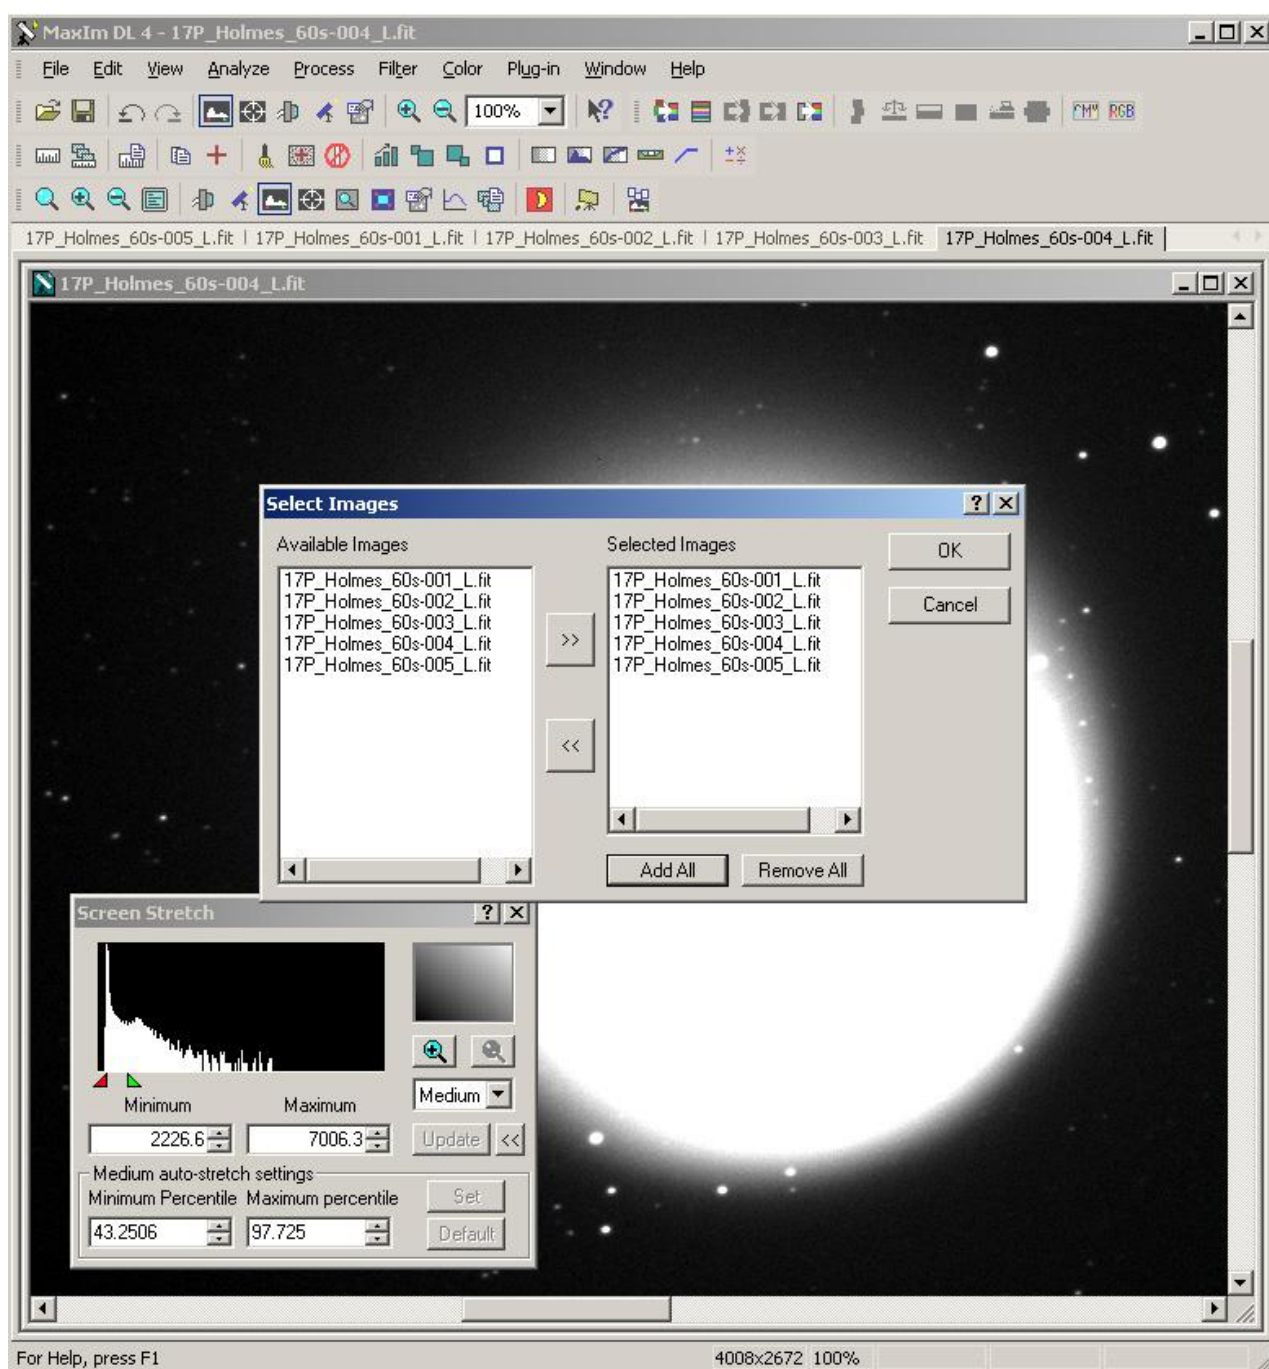 MaxIm DL 4 - 17P_Holmes_60s-004_L.fit
File Edit View Analyze Process Filter Color Plug-in Window Help
100%
CMY RGB
17P_Holmes_60s-005_L.fit | 17P_Holmes_60s-001_L.fit | 17P_Holmes_60s-002_L.fit | 17P_Holmes_60s-003_L.fit 17P_Holmes_60s-004_L.fit
17P_Holmes_60s-004_L.fit
Select Images
Available Images
17P_Holmes_60s-001_L.fit
17P_Holmes_60s-002_L.fit
17P_Holmes_60s-003_L.fit
17P_Holmes_60s-004_L.fit
17P_Holmes_60s-005_L.fit
>>
<<
Selected Images
17P_Holmes_60s-001_L.fit
17P_Holmes_60s-002_L.fit
17P_Holmes_60s-003_L.fit
17P_Holmes_60s-004_L.fit
17P_Holmes_60s-005_L.fit
Add All Remove All
OK
Cancel
Screen Stretch
Medium
Minimum Maximum
2226.6 7006.3 Update <<
Medium auto-stretch settings
Minimum Percentile Maximum percentile Set
43.2506 97.725 Default
For Help, press F1 4008x2672 100%